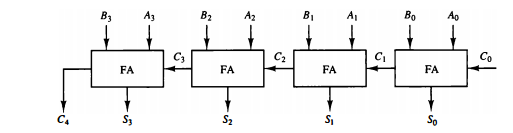 B₃ A₃ B₂ A₂ B₁ A₁ B₀ A₀
C₃ C₂ C₁ C₀
FA FA FA FA
C₄ S₃ S₂ S₁ S₀